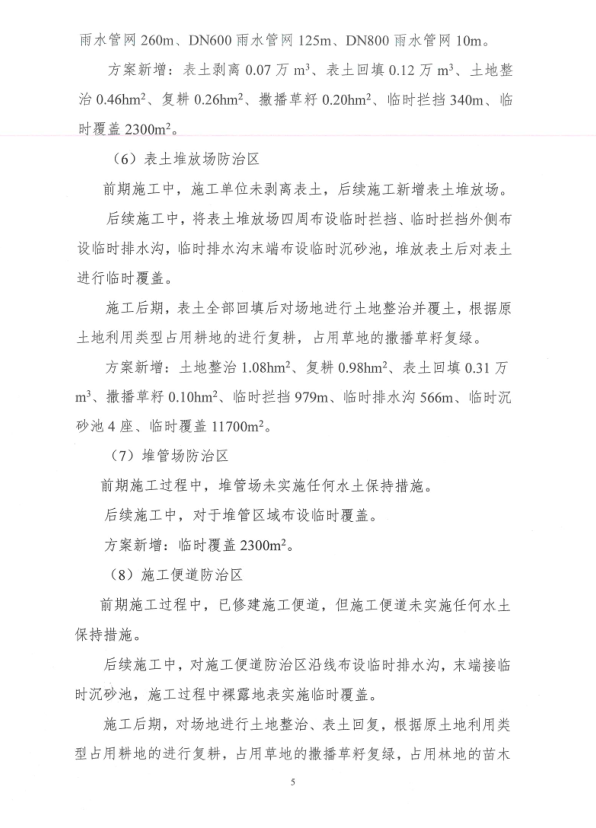 雨水管网 260m、DN600 雨水管网 125m、DN800 雨水管网 10m。
方案新增：表土剥离 0.07 万 m³、表土回填 0.12 万 m³、土地整
治 0.46hm²、复耕 0.26hm²、撒播草籽 0.20hm²、临时拦挡 340m、临
时覆盖 2300m²。
（6）表土堆放场防治区
前期施工中，施工单位未剥离表土，后续施工新增表土堆放场。
后续施工中，将表土堆放场四周布设临时拦挡、临时拦挡外侧布
设临时排水沟，临时排水沟末端布设临时沉砂池，堆放表土后对表土
进行临时覆盖。
施工后期，表土全部回填后对场地进行土地整治并覆土，根据原
土地利用类型占用耕地的进行复耕，占用草地的撒播草籽复绿。
方案新增：土地整治 1.08hm²、复耕 0.98hm²、表土回填 0.31 万
m³、撒播草籽 0.10hm²、临时拦挡 979m、临时排水沟 566m、临时沉
砂池 4 座、临时覆盖 11700m²。
（7）堆管场防治区
前期施工过程中，堆管场未实施任何水土保持措施。
后续施工中，对于堆管区域布设临时覆盖。
方案新增：临时覆盖 2300m²。
（8）施工便道防治区
前期施工过程中，已修建施工便道，但施工便道未实施任何水土
保持措施。
后续施工中，对施工便道防治区沿线布设临时排水沟，末端接临
时沉砂池，施工过程中裸露地表实施临时覆盖。
施工后期，对场地进行土地整治、表土回复，根据原土地利用类
型占用耕地的进行复耕，占用草地的撒播草籽复绿，占用林地的苗木
5